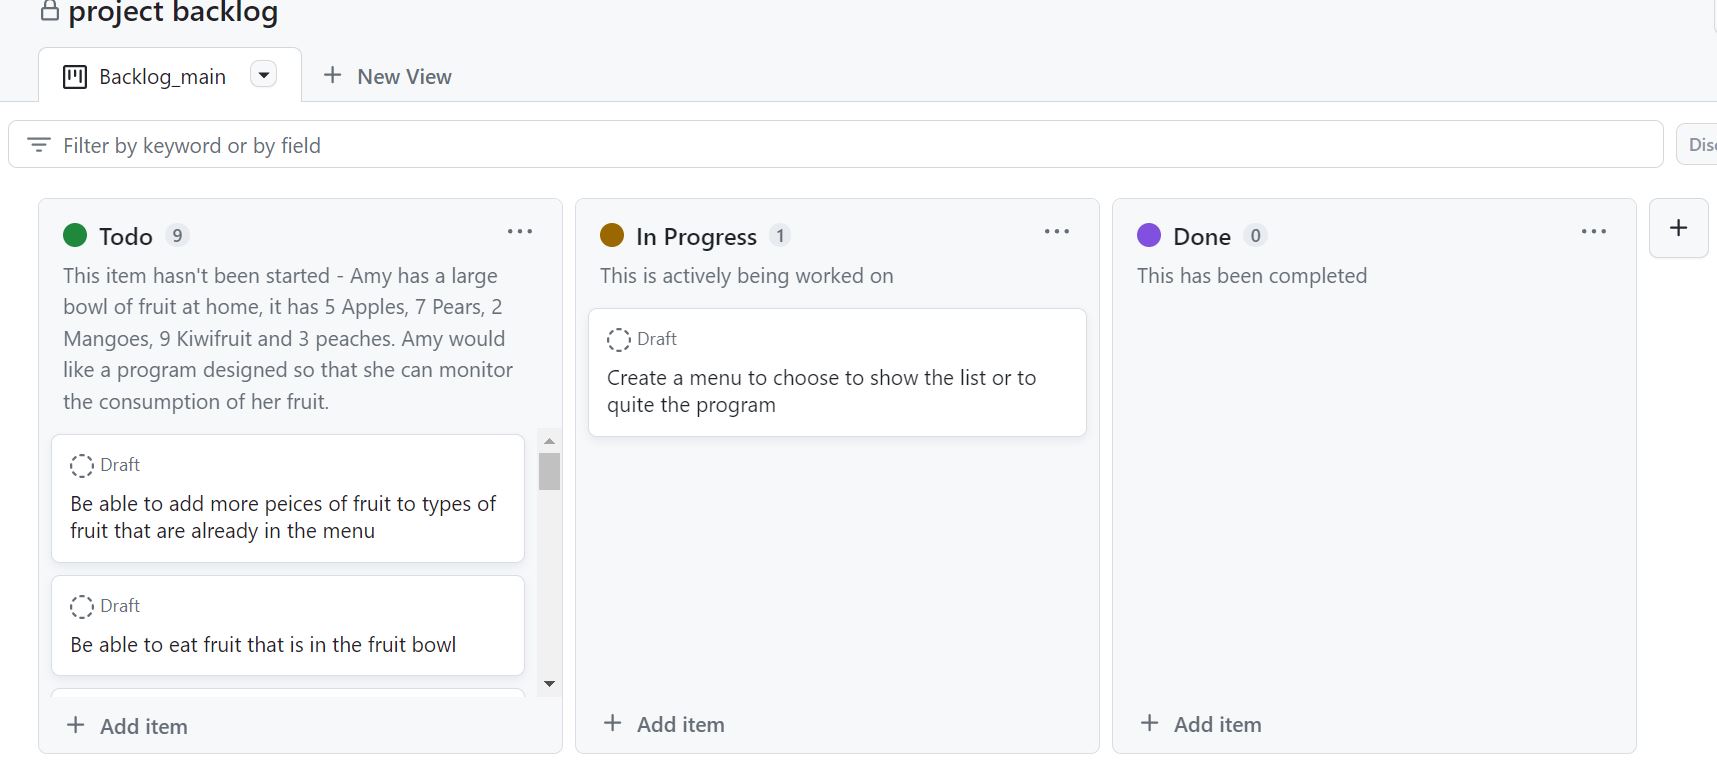 project backlog
Backlog_main
New View
Filter by keyword or by field
Todo 9
This item hasn't been started - Amy has a large
bowl of fruit at home, it has 5 Apples, 7 Pears, 2
Mangoes, 9 Kiwifruit and 3 peaches. Amy would
like a program designed so that she can monitor
the consumption of her fruit.
Draft
Be able to add more peices of fruit to types of
fruit that are already in the menu
Draft
Be able to eat fruit that is in the fruit bowl
Add item
In Progress 1
This is actively being worked on
Draft
Create a menu to choose to show the list or to
quite the program
Add item
Done 0
This has been completed
Add item